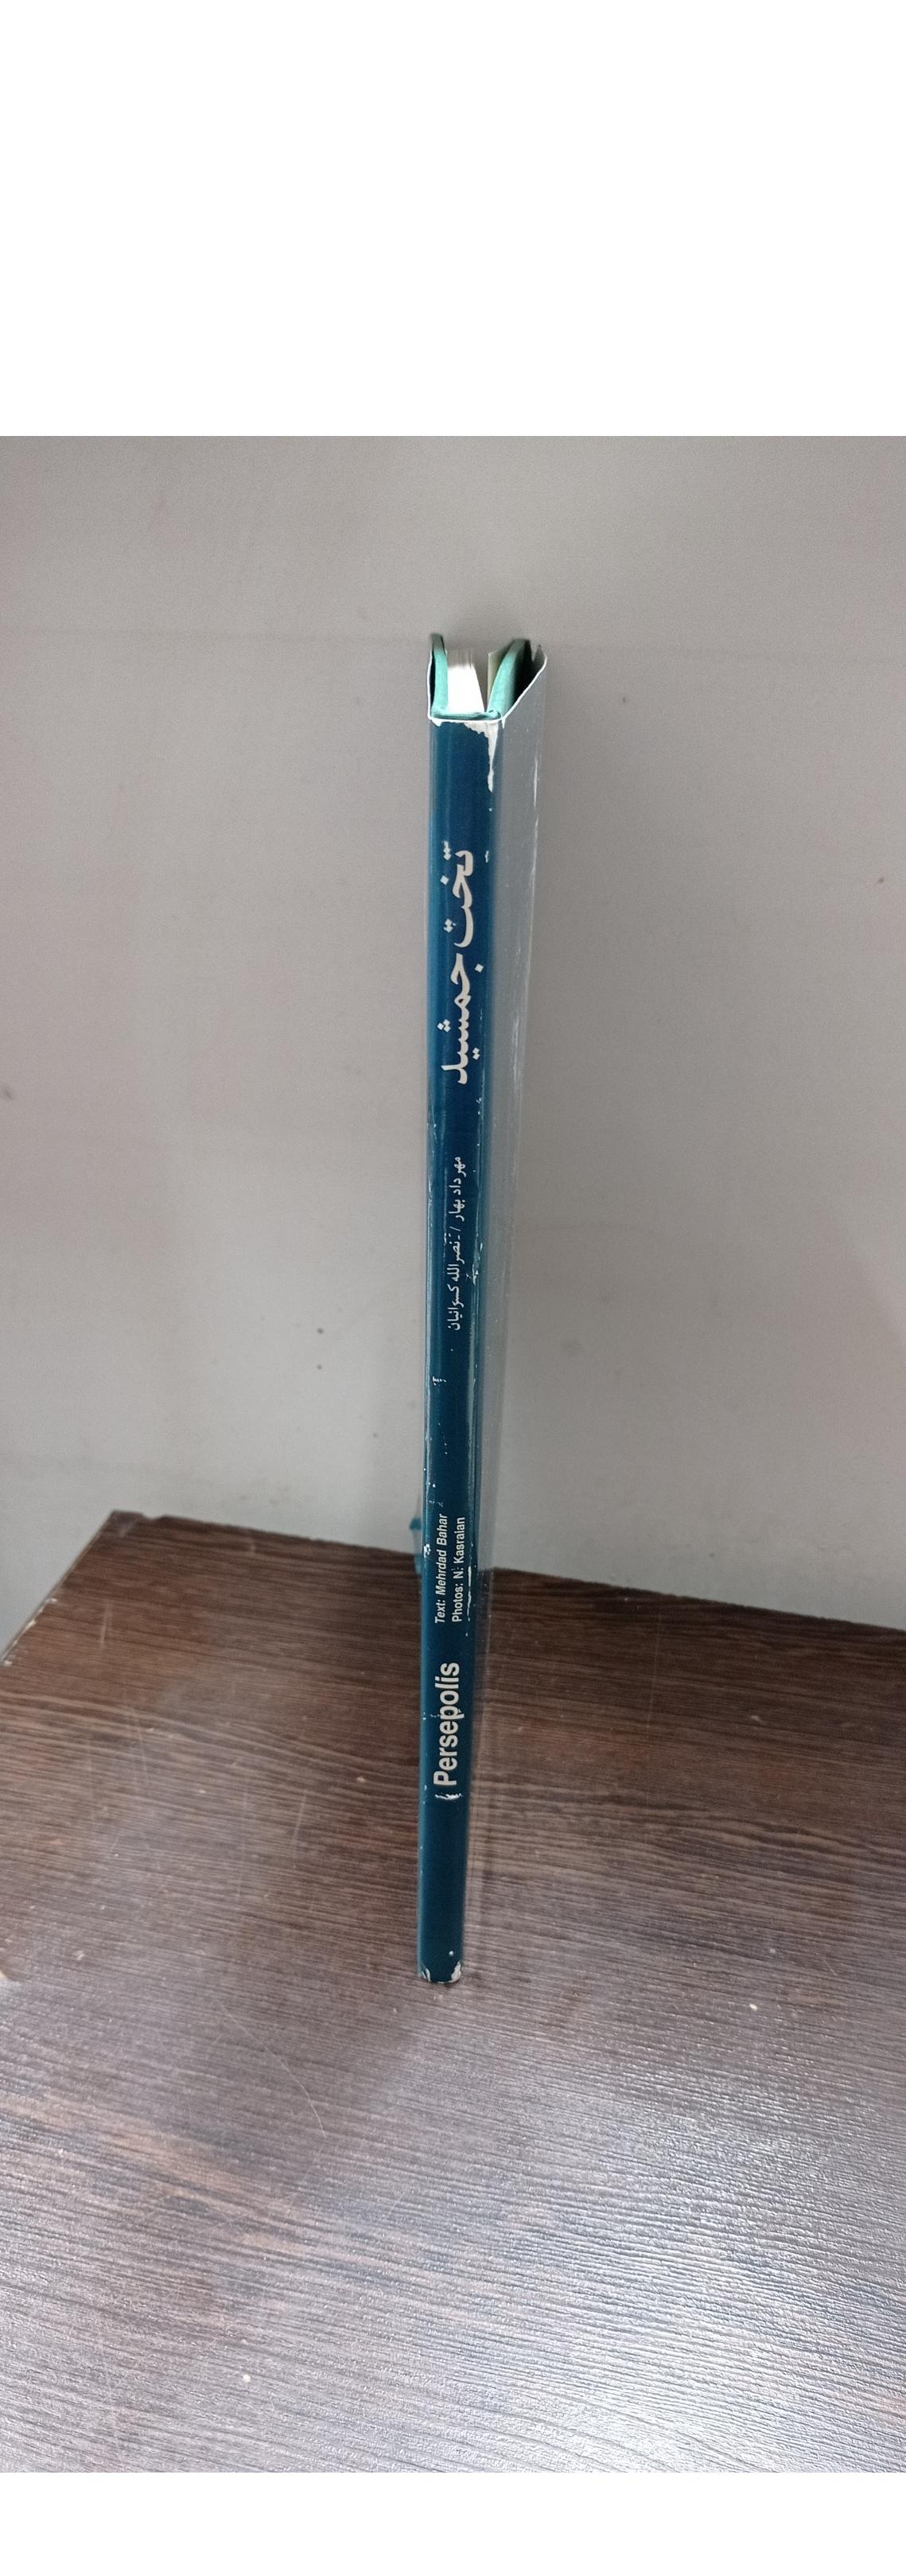 تخت جمشید
مهرداد بهار / نصرالله کسرائیان
Text: Mehrdad Bahar
Photos: N. Kasraian
Persepolis